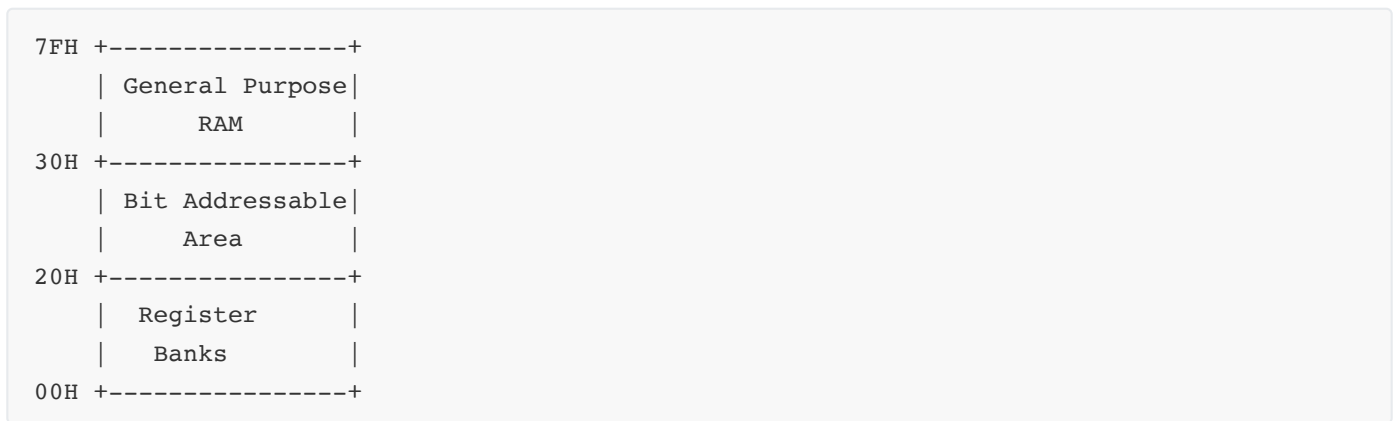 7FH +----------------+
    | General Purpose|
    |      RAM       |
30H +----------------+
    | Bit Addressable|
    |     Area       |
20H +----------------+
    |  Register      |
    |   Banks        |
00H +----------------+